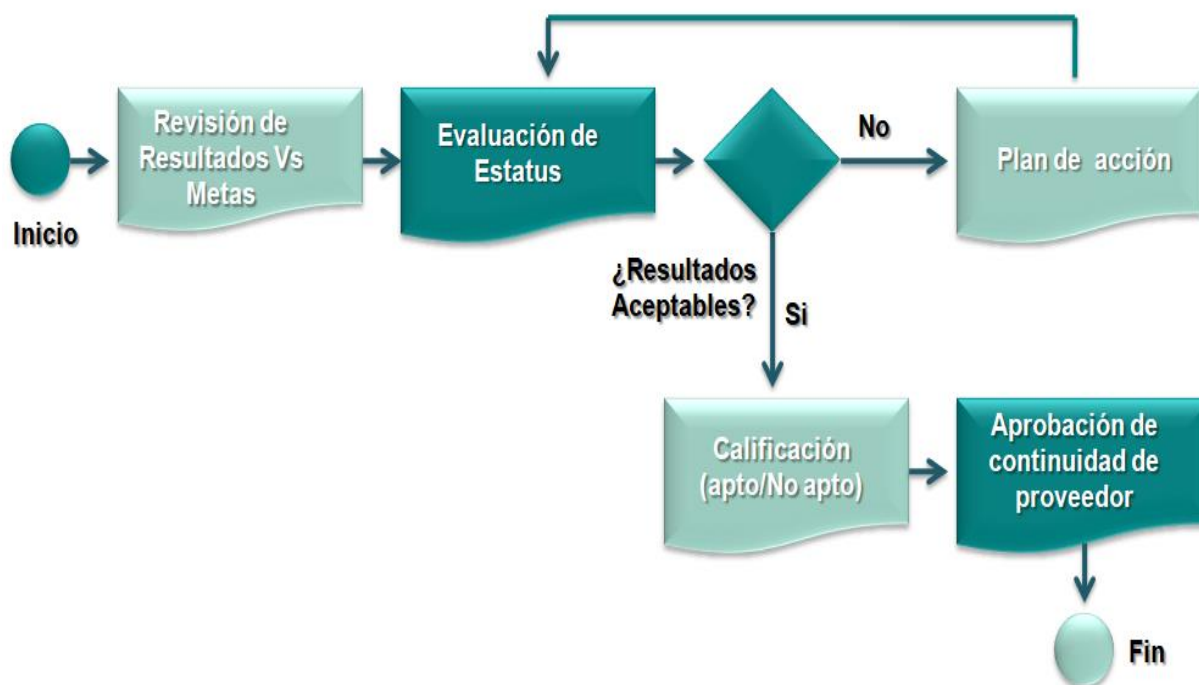 Inicio
Revisión de
Resultados Vs
Metas
Evaluación de
Estatus
¿Resultados
Aceptables?
No
Plan de acción
Si
Calificación
(apto/No apto)
Aprobación de
continuidad de
proveedor
Fin